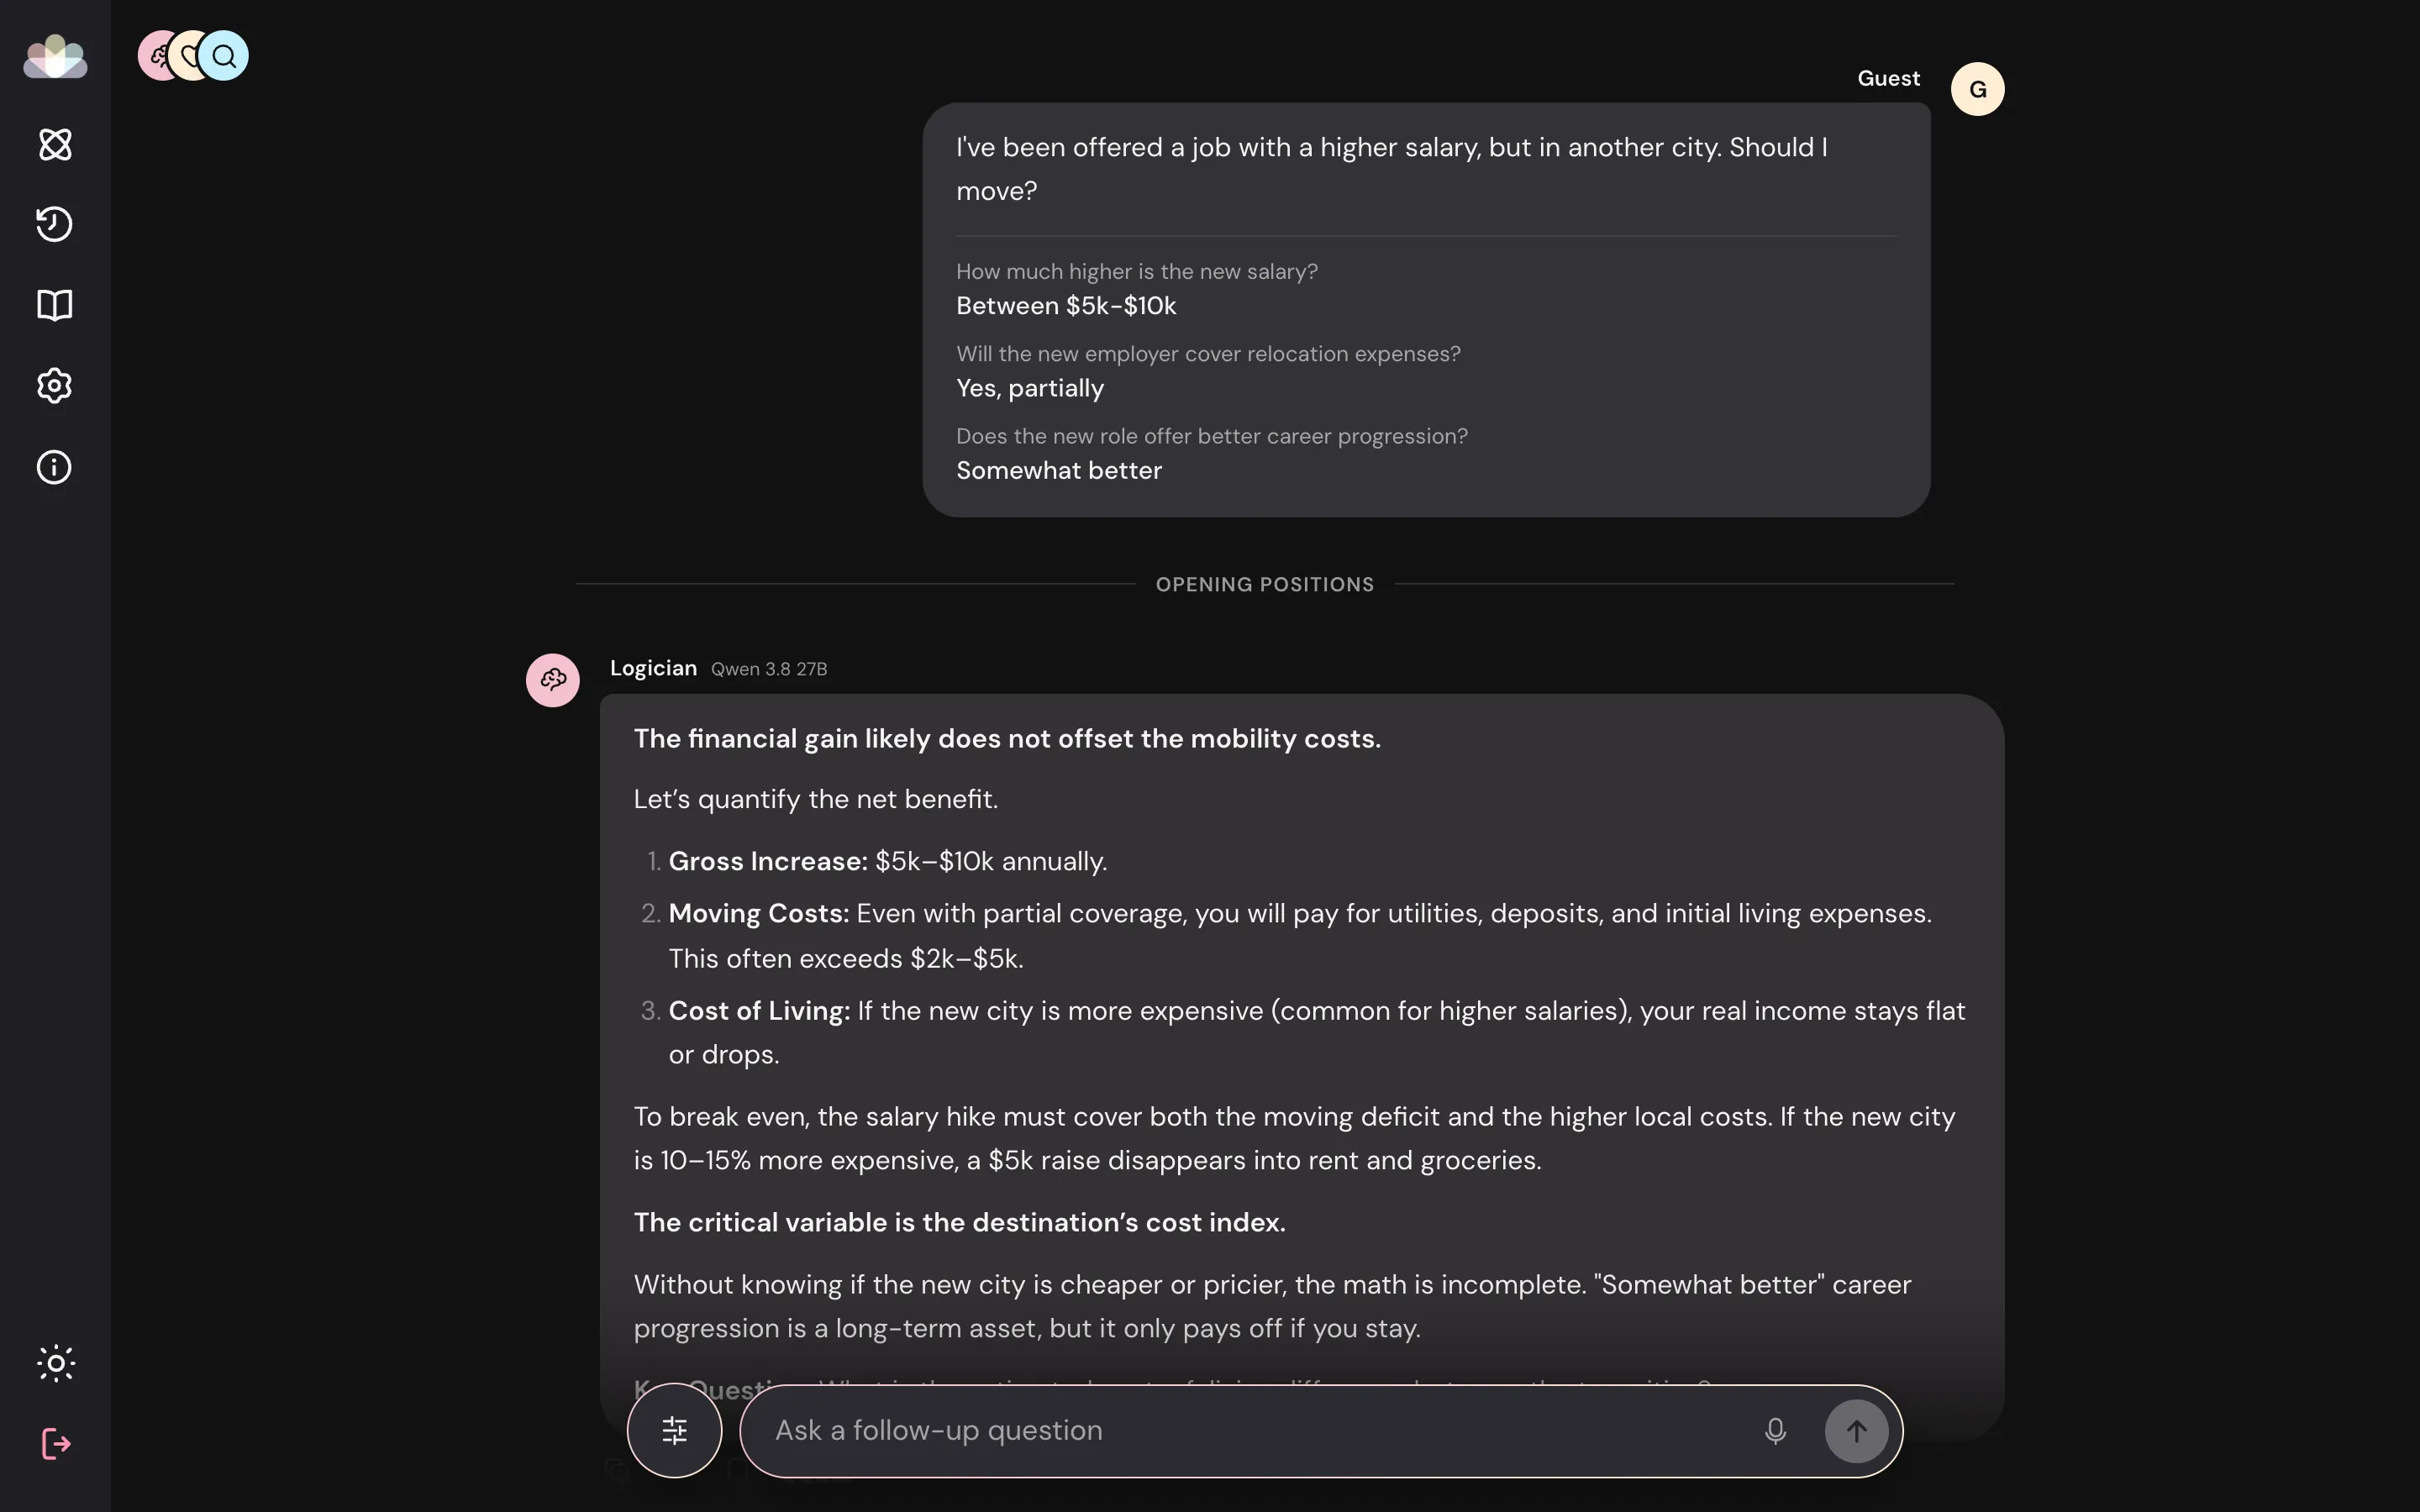 Guest
G
I've been offered a job with a higher salary, but in another city. Should I
move?
How much higher is the new salary?
Between $5k-$10k
Will the new employer cover relocation expenses?
Yes, partially
Does the new role offer better career progression?
Somewhat better
OPENING POSITIONS
Logician Qwen 3.8 27B
The financial gain likely does not offset the mobility costs.
Let’s quantify the net benefit.
1. Gross Increase: $5k–$10k annually.
2. Moving Costs: Even with partial coverage, you will pay for utilities, deposits, and initial living expenses.
This often exceeds $2k–$5k.
3. Cost of Living: If the new city is more expensive (common for higher salaries), your real income stays flat
or drops.
To break even, the salary hike must cover both the moving deficit and the higher local costs. If the new city
is 10–15% more expensive, a $5k raise disappears into rent and groceries.
The critical variable is the destination’s cost index.
Without knowing if the new city is cheaper or pricier, the math is incomplete. "Somewhat better" career
progression is a long-term asset, but it only pays off if you stay.
Ask a follow-up question